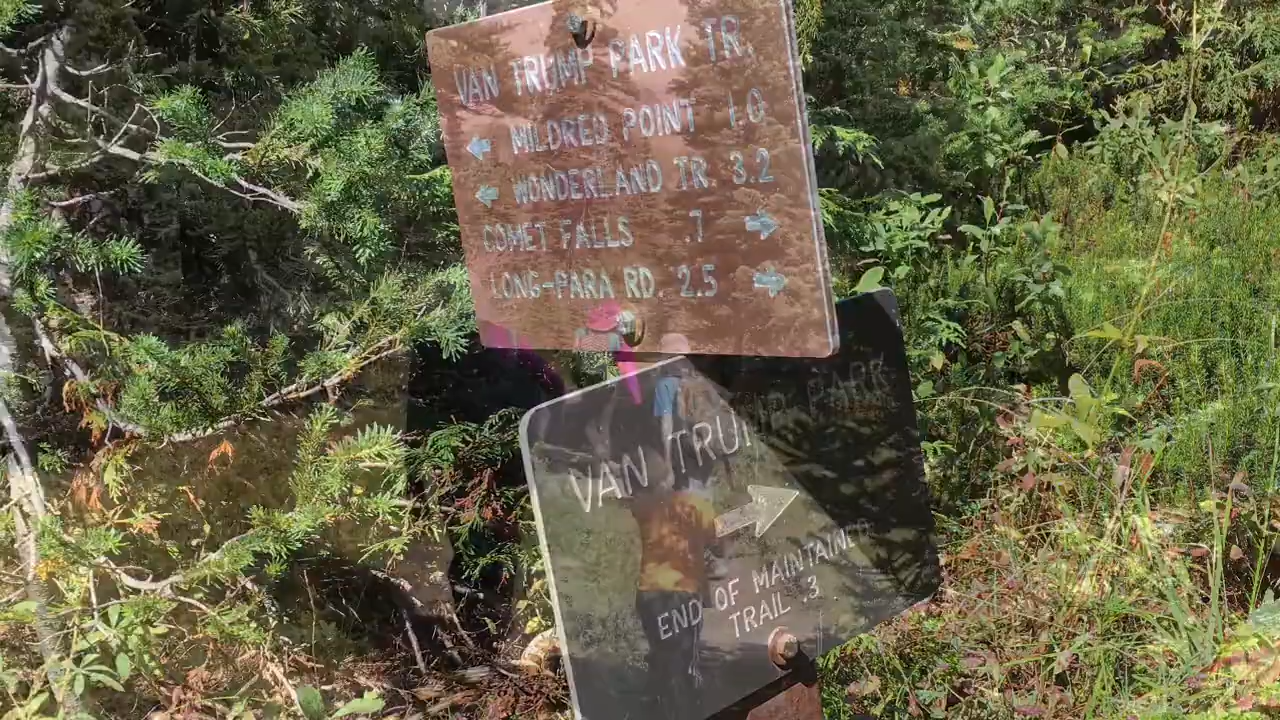 VAN TRUMP PARK TR.
MILDRED POINT 1.0
WONDERLAND TR. 3.2
COMET FALLS .7
LONG-PARA RD. 2.5
VAN TRUMP PARK
END OF MAINTAINED
TRAIL .3